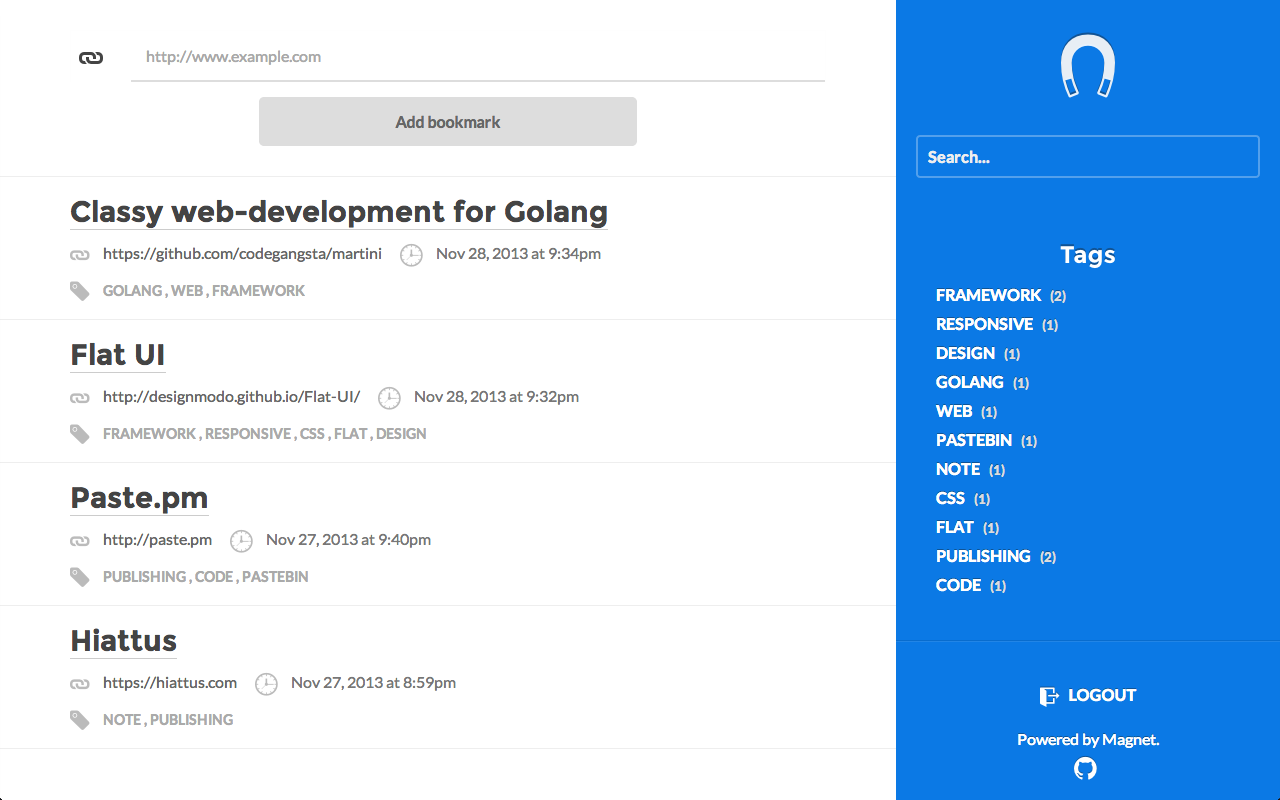 http://www.example.com
Add bookmark
Classy web-development for Golang
https://github.com/codegangsta/martini Nov 28, 2013 at 9:34pm
GOLANG , WEB , FRAMEWORK
Flat UI
http://designmodo.github.io/Flat-UI/ Nov 28, 2013 at 9:32pm
FRAMEWORK , RESPONSIVE , CSS , FLAT , DESIGN
Paste.pm
http://paste.pm Nov 27, 2013 at 9:40pm
PUBLISHING , CODE , PASTEBIN
Hiattus
https://hiattus.com Nov 27, 2013 at 8:59pm
NOTE , PUBLISHING
Search...
Tags
FRAMEWORK (2)
RESPONSIVE (1)
DESIGN (1)
GOLANG (1)
WEB (1)
PASTEBIN (1)
NOTE (1)
CSS (1)
FLAT (1)
PUBLISHING (2)
CODE (1)
LOGOUT
Powered by Magnet.